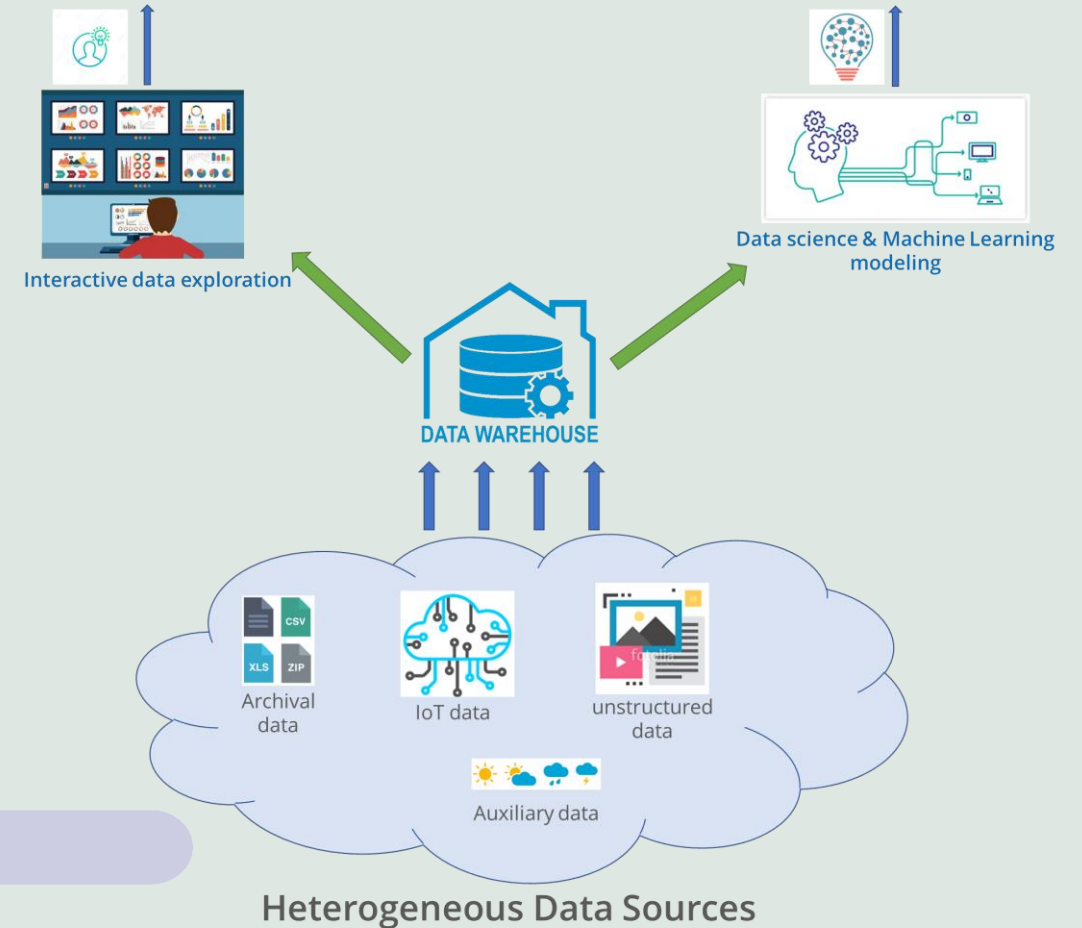 Interactive data exploration
Data science & Machine Learning
modeling
DATA WAREHOUSE
CSV
XLS ZIP
Archival
data
IoT data
fotolia
unstructured
data
Auxiliary data
Heterogeneous Data Sources